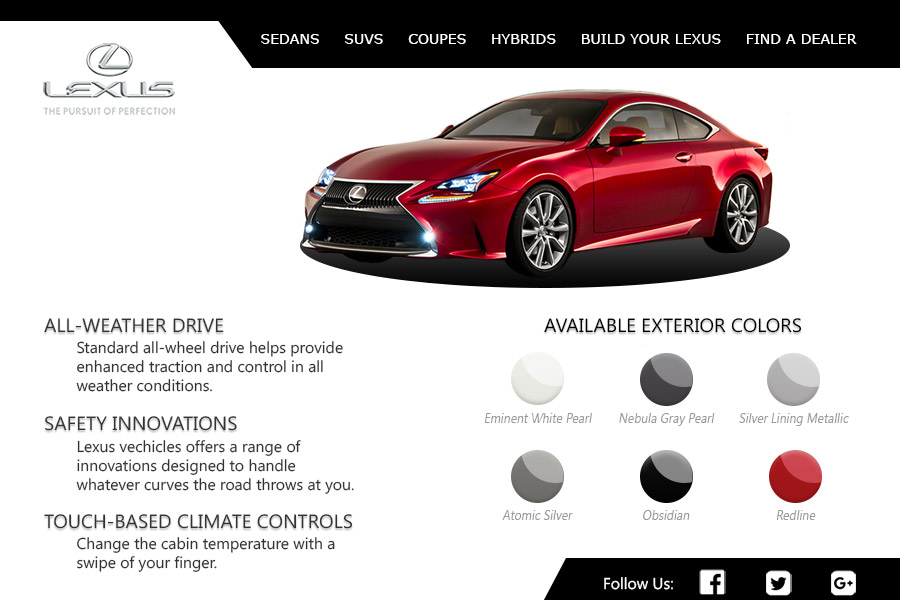 SEDANS SUVS COUPES HYBRIDS BUILD YOUR LEXUS FIND A DEALER
LEXUS
THE PURSUIT OF PERFECTION
ALL-WEATHER DRIVE
Standard all-wheel drive helps provide
enhanced traction and control in all
weather conditions.
SAFETY INNOVATIONS
Lexus vechicles offers a range of
innovations designed to handle
whatever curves the road throws at you.
TOUCH-BASED CLIMATE CONTROLS
Change the cabin temperature with a
swipe of your finger.
AVAILABLE EXTERIOR COLORS
Eminent White Pearl Nebula Gray Pearl Silver Lining Metallic
Atomic Silver Obsidian Redline
Follow Us:
G+